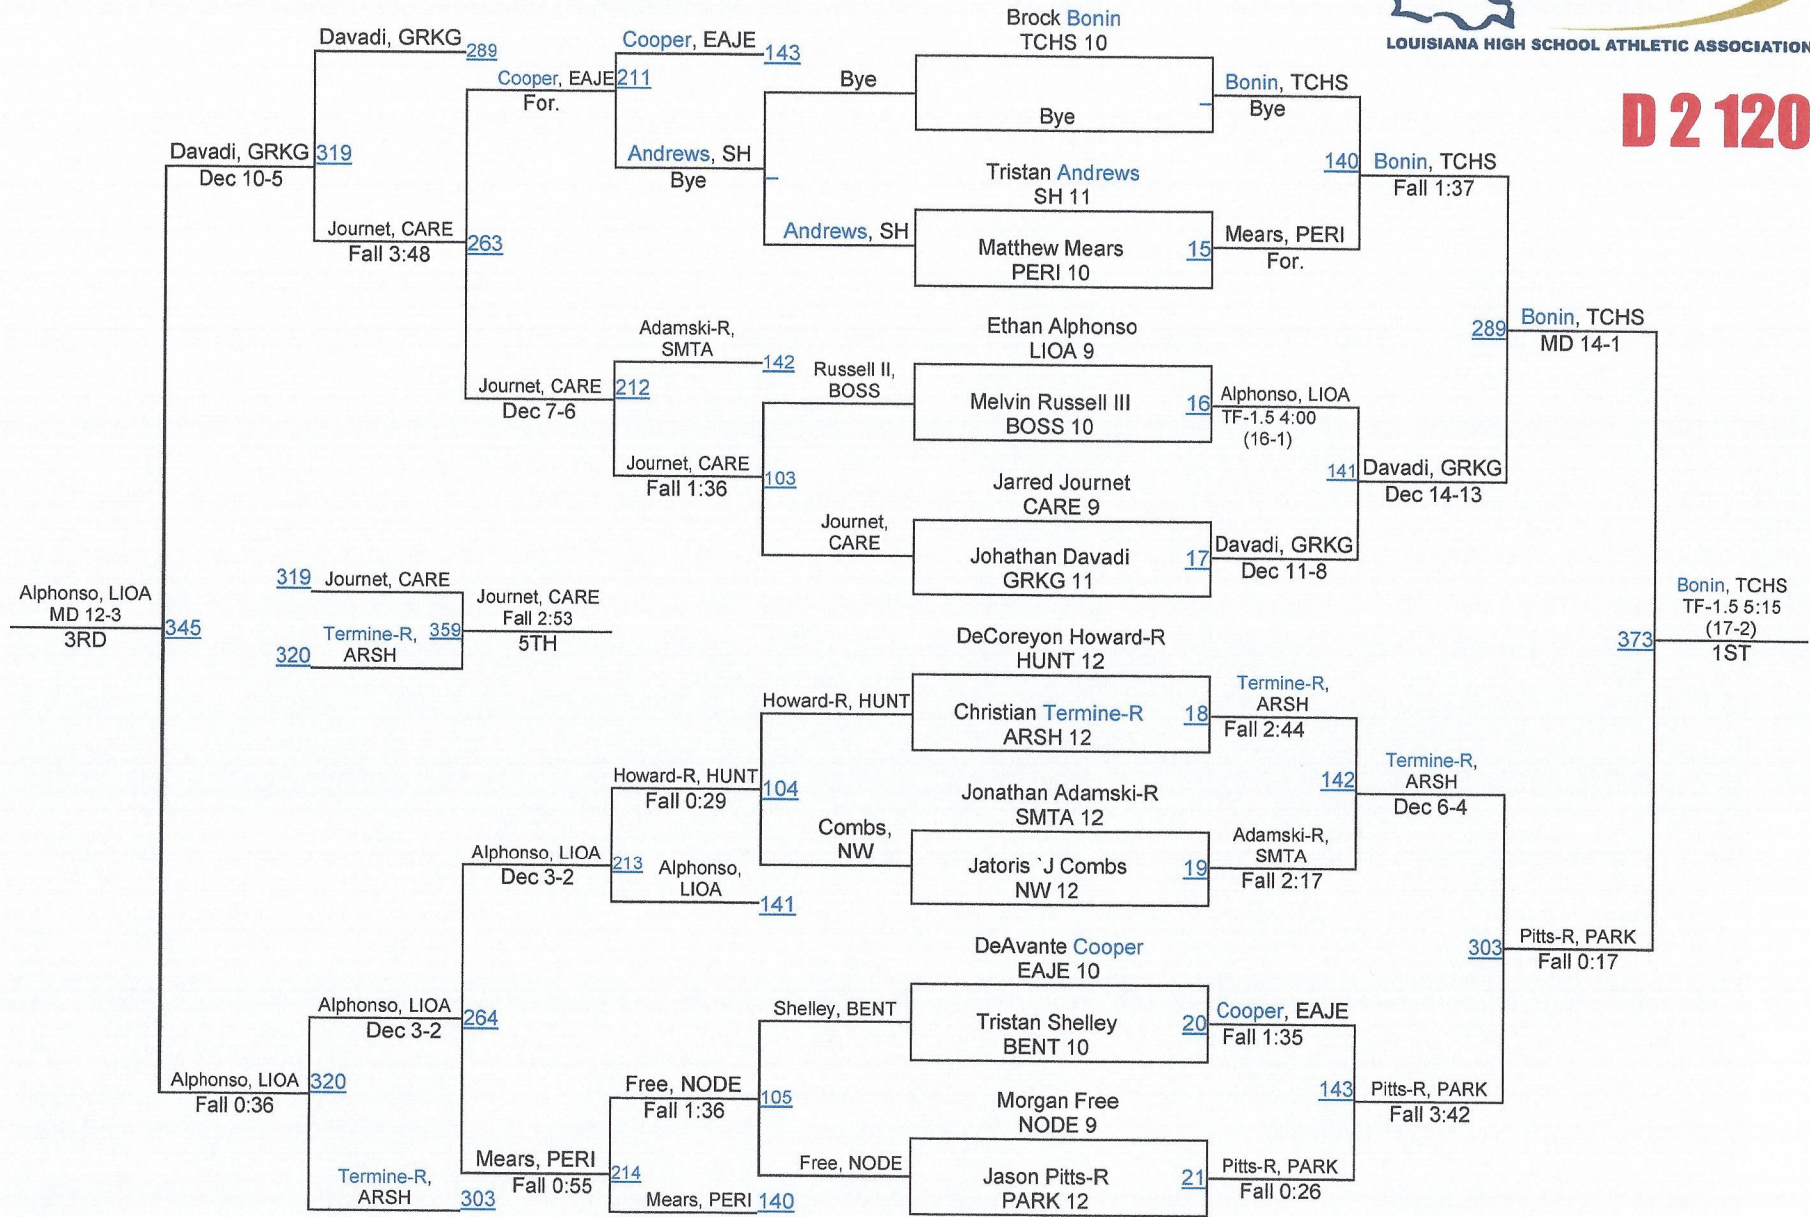 LOUISIANA HIGH SCHOOL ATHLETIC ASSOCIATION
D 2 120
Davadi, GRKG
289
Davadi, GRKG
319
Dec 10-5
Journet, CARE
Fall 3:48
263
Cooper, EAJE
211
For.
Cooper, EAJE
143
Andrews, SH
Bye
Bye
Andrews, SH
Journet, CARE
212
Dec 7-6
Adamski-R,
SMTA
142
Journet, CARE
Fall 1:36
103
Russell II,
BOSS
Journet,
CARE
Alphonso, LIOA
MD 12-3
3RD
345
319
Journet, CARE
Termine-R,
ARSH
320
359
Journet, CARE
Fall 2:53
5TH
Alphonso, LIOA
320
Fall 0:36
Alphonso, LIOA
Dec 3-2
264
Termine-R,
ARSH
303
Alphonso, LIOA
Dec 3-2
213
Howard-R, HUNT
Fall 0:29
104
Alphonso,
LIOA
141
Howard-R, HUNT
Combs,
NW
Mears, PERI
Fall 0:55
214
Free, NODE
Fall 1:36
105
Mears, PERI
140
Shelley, BENT
Free, NODE
Brock Bonin
TCHS 10
Bye
Tristan Andrews
SH 11
Matthew Mears
PERI 10
15
Ethan Alphonso
LIOA 9
Melvin Russell III
BOSS 10
16
Jarred Journet
CARE 9
Johathan Davadi
GRKG 11
17
DeCoreyon Howard-R
HUNT 12
Christian Termine-R
ARSH 12
18
Jonathan Adamski-R
SMTA 12
Jatoris `J Combs
NW 12
19
DeAvante Cooper
EAJE 10
Tristan Shelley
BENT 10
20
Morgan Free
NODE 9
Jason Pitts-R
PARK 12
21
Bonin, TCHS
Bye
Mears, PERI
For.
140
Bonin, TCHS
Fall 1:37
Alphonso, LIOA
TF-1.5 4:00
(16-1)
Davadi, GRKG
Dec 11-8
141
Davadi, GRKG
Dec 14-13
289
Bonin, TCHS
MD 14-1
Termine-R,
ARSH
Fall 2:44
Adamski-R,
SMTA
Fall 2:17
142
Termine-R,
ARSH
Dec 6-4
Cooper, EAJE
Fall 1:35
Pitts-R, PARK
Fall 0:26
143
Pitts-R, PARK
Fall 3:42
303
Pitts-R, PARK
Fall 0:17
373
Bonin, TCHS
TF-1.5 5:15
(17-2)
1ST